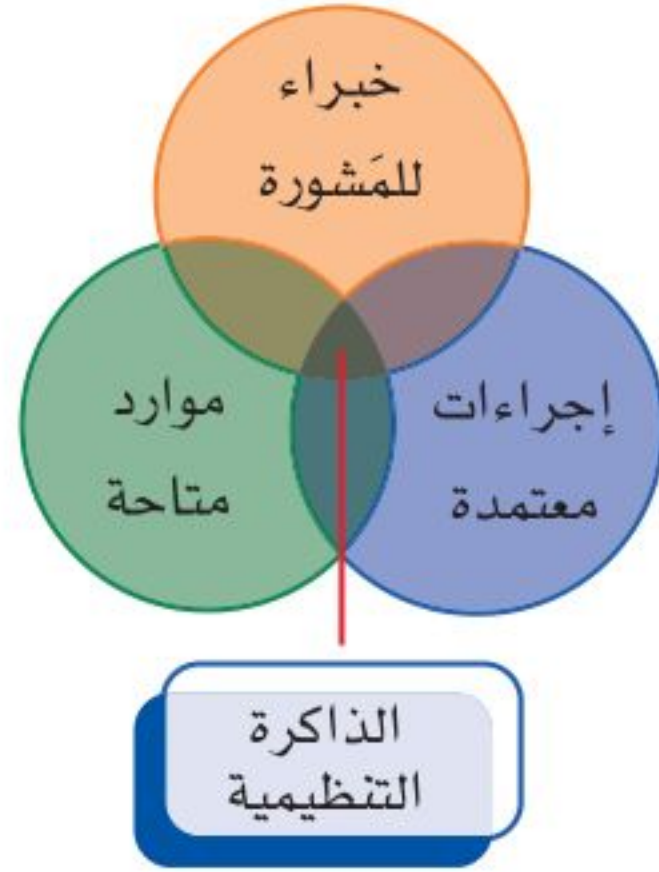 خبراء
للمَشورة
إجراءات
معتمدة
موارد
متاحة
الذاكرة
التنظيمية